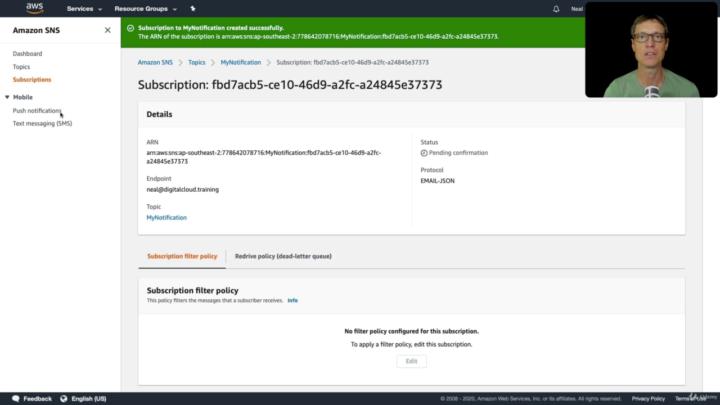 aws
Services
Resource Groups
Neal
Amazon SNS
Dashboard
Topics
Subscriptions
Mobile
Push notifications
Text messaging (SMS)
Subscription to MyNotification created successfully.
The ARN of the subscription is arn:aws:sns:ap-southeast-2:778642078716:MyNotification:fbd7acb5-ce10-46d9-a2fc-a24845e37373.
Amazon SNS > Topics > MyNotification > Subscription: fbd7acb5-ce10-46d9-a2fc-a24845e37373
Subscription: fbd7acb5-ce10-46d9-a2fc-a24845e37373
Details
ARN
arn:aws:sns:ap-southeast-2:778642078716:MyNotification:fbd7acb5-ce10-46d9-a2fc-
a24845e37373
Endpoint
neal@digitalcloud.training
Topic
MyNotification
Status
Pending confirmation
Protocol
EMAIL-JSON
Subscription filter policy
Redrive policy (dead-letter queue)
Subscription filter policy
This policy filters the messages that a subscriber receives. Info
No filter policy configured for this subscription.
To apply a filter policy, edit this subscription.
Edit
Feedback
English (US)
© 2008 - 2020, Amazon Web Services, Inc. or its affiliates. All rights reserved.
Privacy Policy
Terms of Use